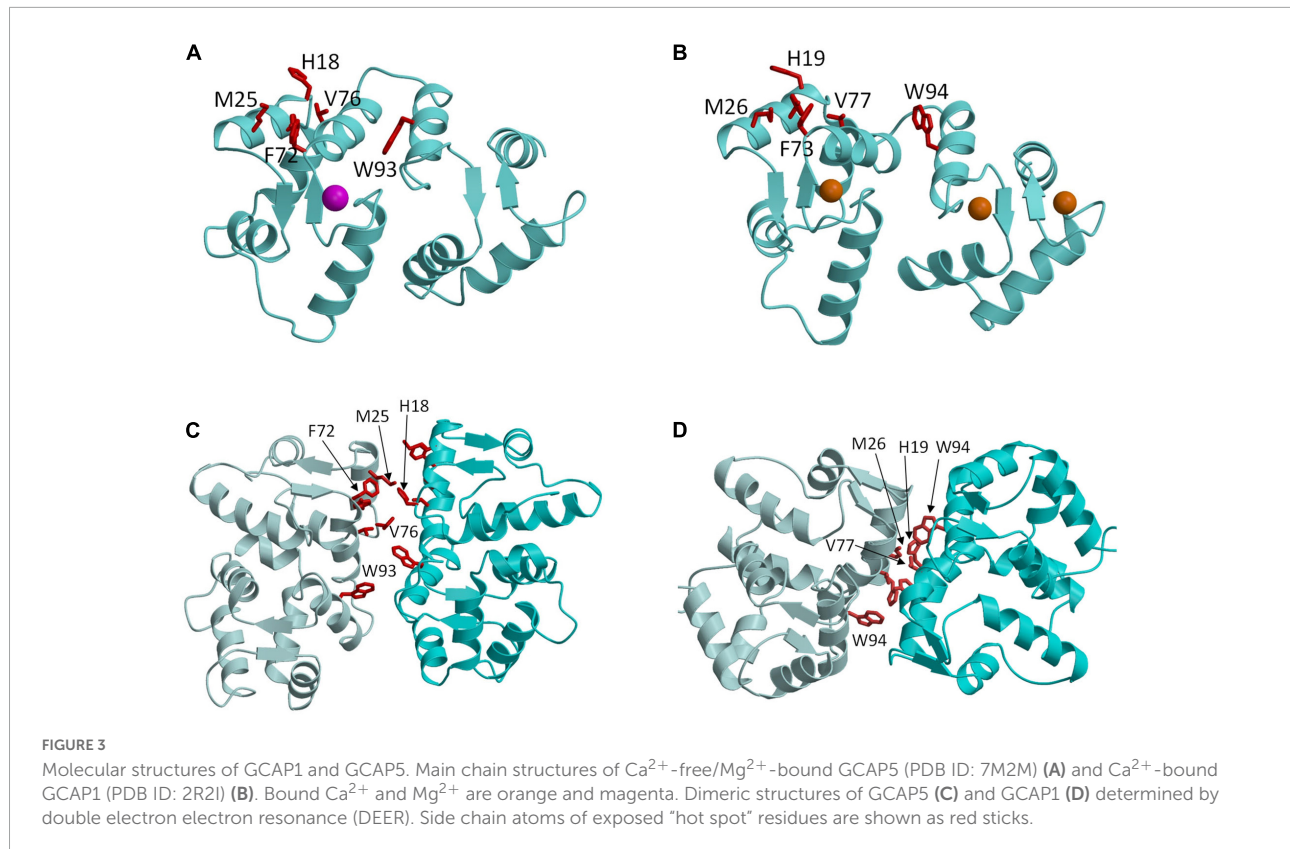 A
H18
M25
V76
F72
W93
B
H19
M26
V77
W94
F73
C
H18
M25
F72
V76
W93
D
M26
H19
W94
V77
W94
FIGURE 3
Molecular structures of GCAP1 and GCAP5. Main chain structures of Ca²⁺-free/Mg²⁺-bound GCAP5 (PDB ID: 7M2M) (A) and Ca²⁺-bound
GCAP1 (PDB ID: 2R2I) (B). Bound Ca²⁺ and Mg²⁺ are orange and magenta. Dimeric structures of GCAP5 (C) and GCAP1 (D) determined by
double electron electron resonance (DEER). Side chain atoms of exposed “hot spot” residues are shown as red sticks.